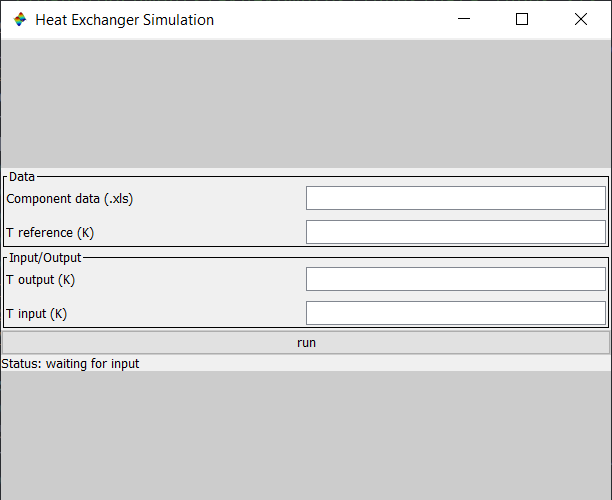 Heat Exchanger Simulation
Data
Component data (.xls)
T reference (K)
Input/Output
T output (K)
T input (K)
run
Status: waiting for input